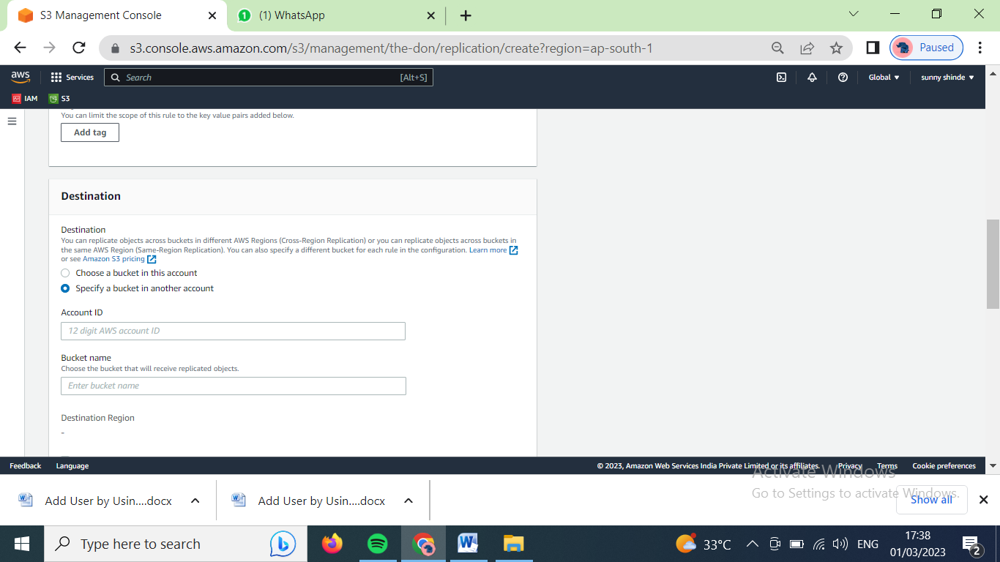 S3 Management Console
(1) WhatsApp
s3.console.aws.amazon.com/s3/management/the-don/replication/create?region=ap-south-1
Paused
aws
Services
Search
[Alt+S]
Global
sunny shinde
IAM
S3
You can limit the scope of this rule to the key value pairs added below.
Add tag
Destination
Destination
You can replicate objects across buckets in different AWS Regions (Cross-Region Replication) or you can replicate objects across buckets in
the same AWS Region (Same-Region Replication). You can also specify a different bucket for each rule in the configuration. Learn more
or see Amazon S3 pricing
Choose a bucket in this account
Specify a bucket in another account
Account ID
12 digit AWS account ID
Bucket name
Choose the bucket that will receive replicated objects.
Enter bucket name
Destination Region
-
Feedback
Language
© 2023, Amazon Web Services India Private Limited or its affiliates.
Privacy
Terms
Cookie preferences
Activate Windows
Go to Settings to activate Windows.
Add User by Usin....docx
Add User by Usin....docx
Show all
Type here to search
33°C
ENG
17:38
01/03/2023
2